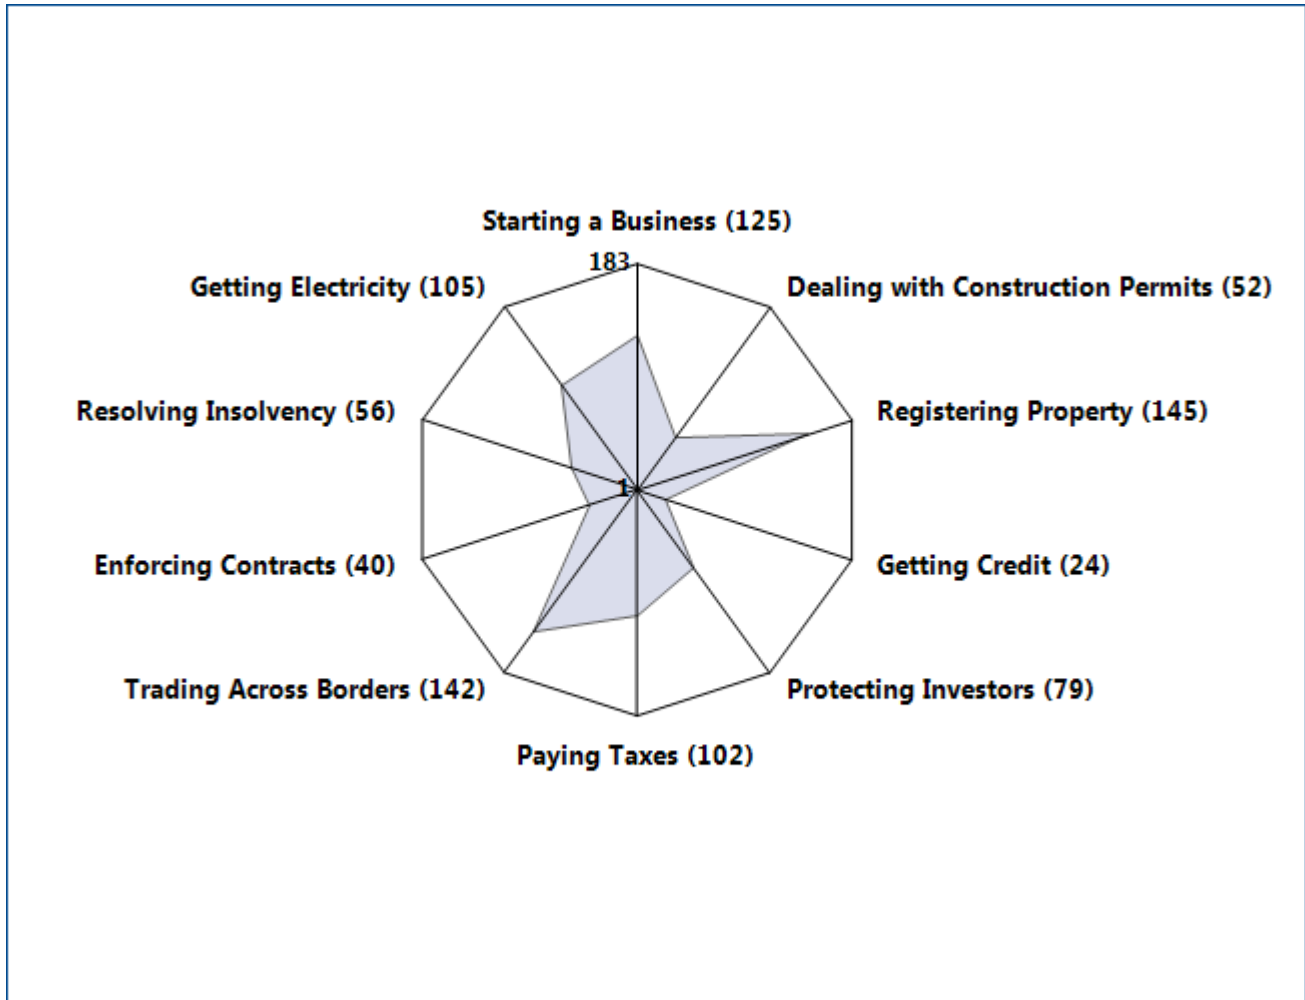 Starting a Business (125)
183
Getting Electricity (105)
Dealing with Construction Permits (52)
Resolving Insolvency (56)
Registering Property (145)
1
Enforcing Contracts (40)
Getting Credit (24)
Trading Across Borders (142)
Protecting Investors (79)
Paying Taxes (102)